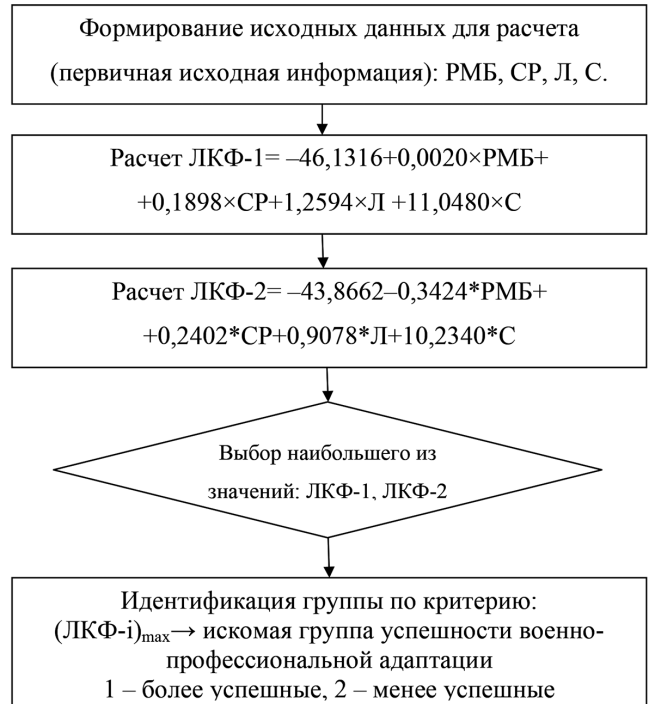 Формирование исходных данных для расчета
(первичная исходная информация): РМБ, СР, Л, С.
Расчет ЛКФ-1= –46,1316+0,0020×РМБ+
+0,1898×СР+1,2594×Л +11,0480×С
Расчет ЛКФ-2= –43,8662–0,3424*РМБ+
+0,2402*СР+0,9078*Л+10,2340*С
Выбор наибольшего из
значений: ЛКФ-1, ЛКФ-2
Идентификация группы по критерию:
(ЛКФ-i)max→ искомая группа успешности военно-
профессиональной адаптации
1 – более успешные, 2 – менее успешные